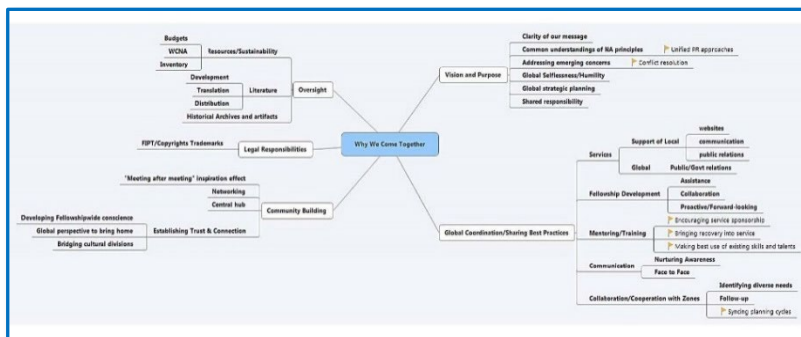 Why We Come Together
Oversight
Resources/Sustainability
Budgets
WCNA
Inventory
Literature
Development
Translation
Distribution
Historical Archives and artifacts
Legal Responsibilities
FIPT/Copyrights Trademarks
Community Building
"Meeting after meeting" inspiration effect
Networking
Central hub
Establishing Trust & Connection
Developing Fellowshipwide conscience
Global perspective to bring home
Bridging cultural divisions
Vision and Purpose
Clarity of our message
Common understandings of NA principles
Unified PR approaches
Addressing emerging concerns
Conflict resolution
Global Selflessness/Humility
Global strategic planning
Shared responsibility
Global Coordination/Sharing Best Practices
Services
Support of Local
websites
communication
public relations
Global
Public/Govt relations
Fellowship Development
Assistance
Collaboration
Proactive/Forward-looking
Mentoring/Training
Encouraging service sponsorship
Bringing recovery into service
Making best use of existing skills and talents
Communication
Nurturing Awareness
Face to Face
Collaboration/Cooperation with Zones
Identifying diverse needs
Follow-up
Syncing planning cycles